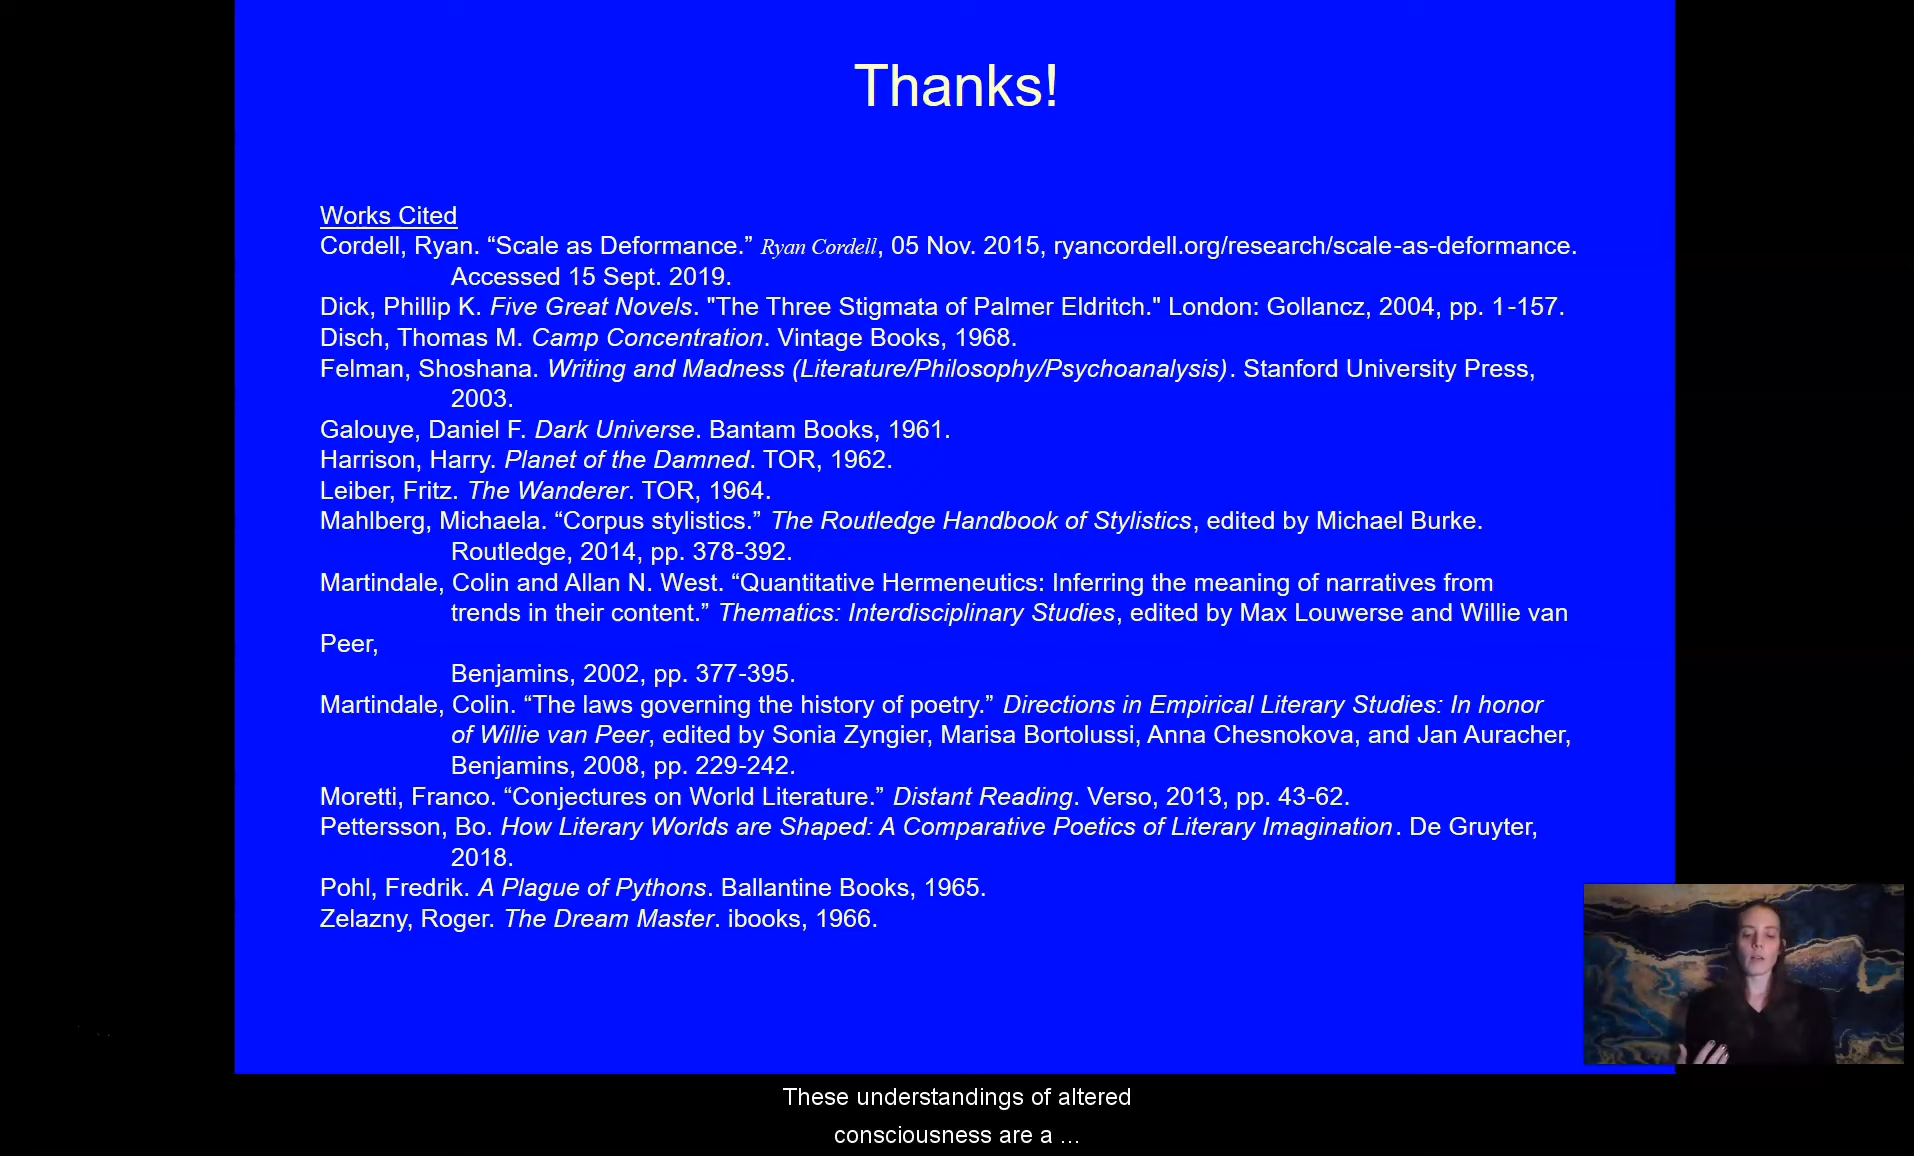 Thanks!
Works Cited
Cordell, Ryan. “Scale as Deformance.” Ryan Cordell, 05 Nov. 2015, ryancordell.org/research/scale-as-deformance.
Accessed 15 Sept. 2019.
Dick, Phillip K. Five Great Novels. "The Three Stigmata of Palmer Eldritch." London: Gollancz, 2004, pp. 1-157.
Disch, Thomas M. Camp Concentration. Vintage Books, 1968.
Felman, Shoshana. Writing and Madness (Literature/Philosophy/Psychoanalysis). Stanford University Press,
2003.
Galouye, Daniel F. Dark Universe. Bantam Books, 1961.
Harrison, Harry. Planet of the Damned. TOR, 1962.
Leiber, Fritz. The Wanderer. TOR, 1964.
Mahlberg, Michaela. “Corpus stylistics.” The Routledge Handbook of Stylistics, edited by Michael Burke.
Routledge, 2014, pp. 378-392.
Martindale, Colin and Allan N. West. “Quantitative Hermeneutics: Inferring the meaning of narratives from
trends in their content.” Thematics: Interdisciplinary Studies, edited by Max Louwerse and Willie van
Peer,
Benjamins, 2002, pp. 377-395.
Martindale, Colin. “The laws governing the history of poetry.” Directions in Empirical Literary Studies: In honor
of Willie van Peer, edited by Sonia Zyngier, Marisa Bortolussi, Anna Chesnokova, and Jan Auracher,
Benjamins, 2008, pp. 229-242.
Moretti, Franco. “Conjectures on World Literature.” Distant Reading. Verso, 2013, pp. 43-62.
Pettersson, Bo. How Literary Worlds are Shaped: A Comparative Poetics of Literary Imagination. De Gruyter,
2018.
Pohl, Fredrik. A Plague of Pythons. Ballantine Books, 1965.
Zelazny, Roger. The Dream Master. ibooks, 1966.
These understandings of altered
consciousness are a ...